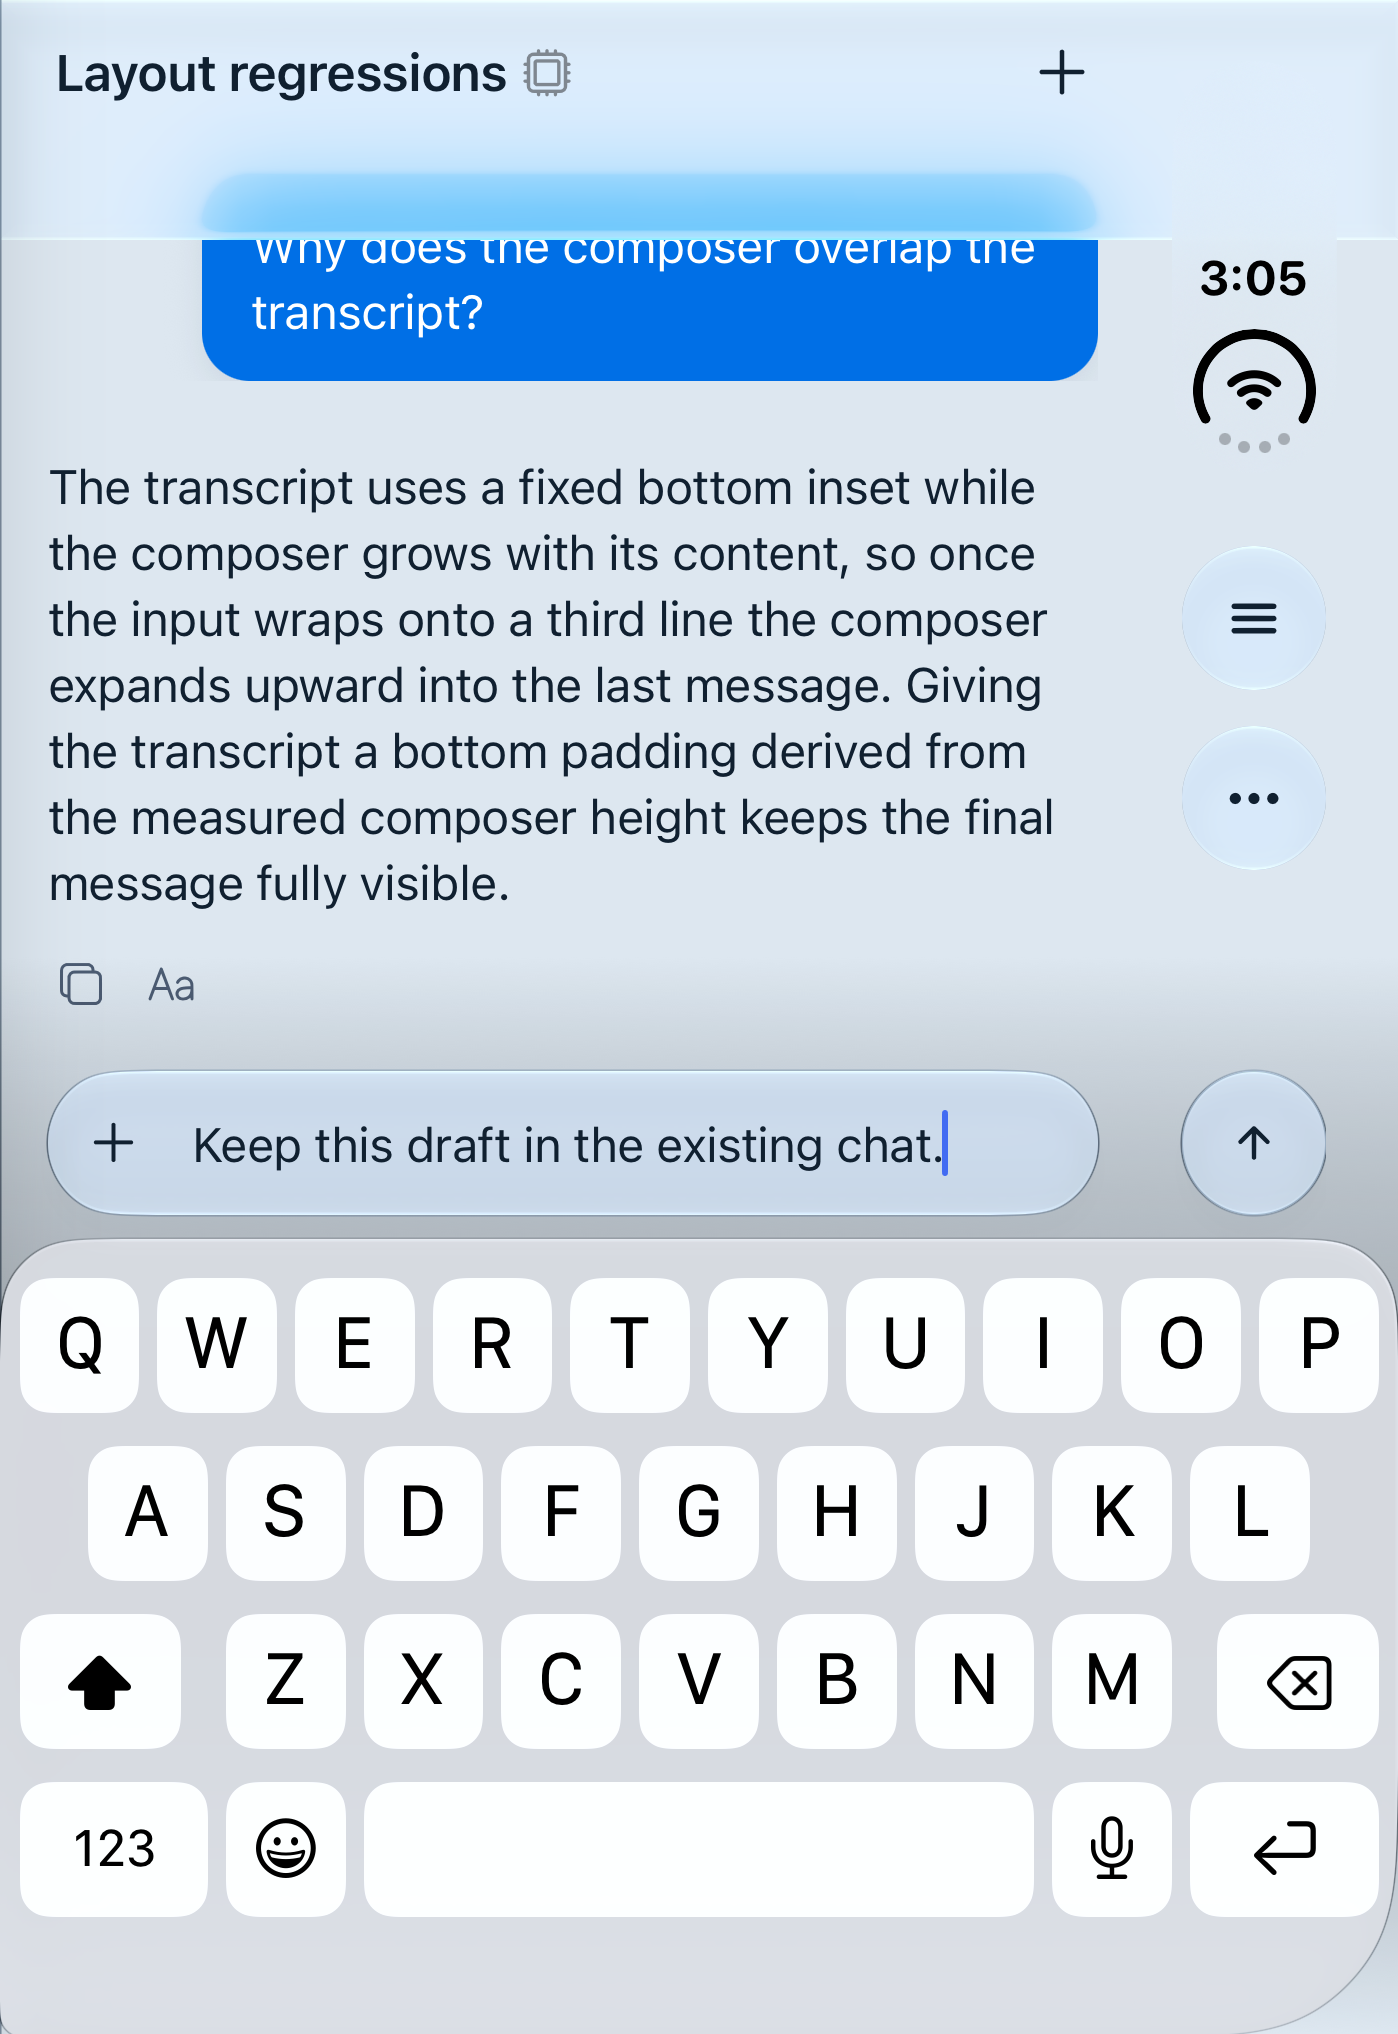 Layout regressions
Why does the composer overlap the
transcript?
3:05
The transcript uses a fixed bottom inset while
the composer grows with its content, so once
the input wraps onto a third line the composer
expands upward into the last message. Giving
the transcript a bottom padding derived from
the measured composer height keeps the final
message fully visible.
Aa
Keep this draft in the existing chat.
Q W E R T Y U I O P
A S D F G H J K L
Z X C V B N M
123